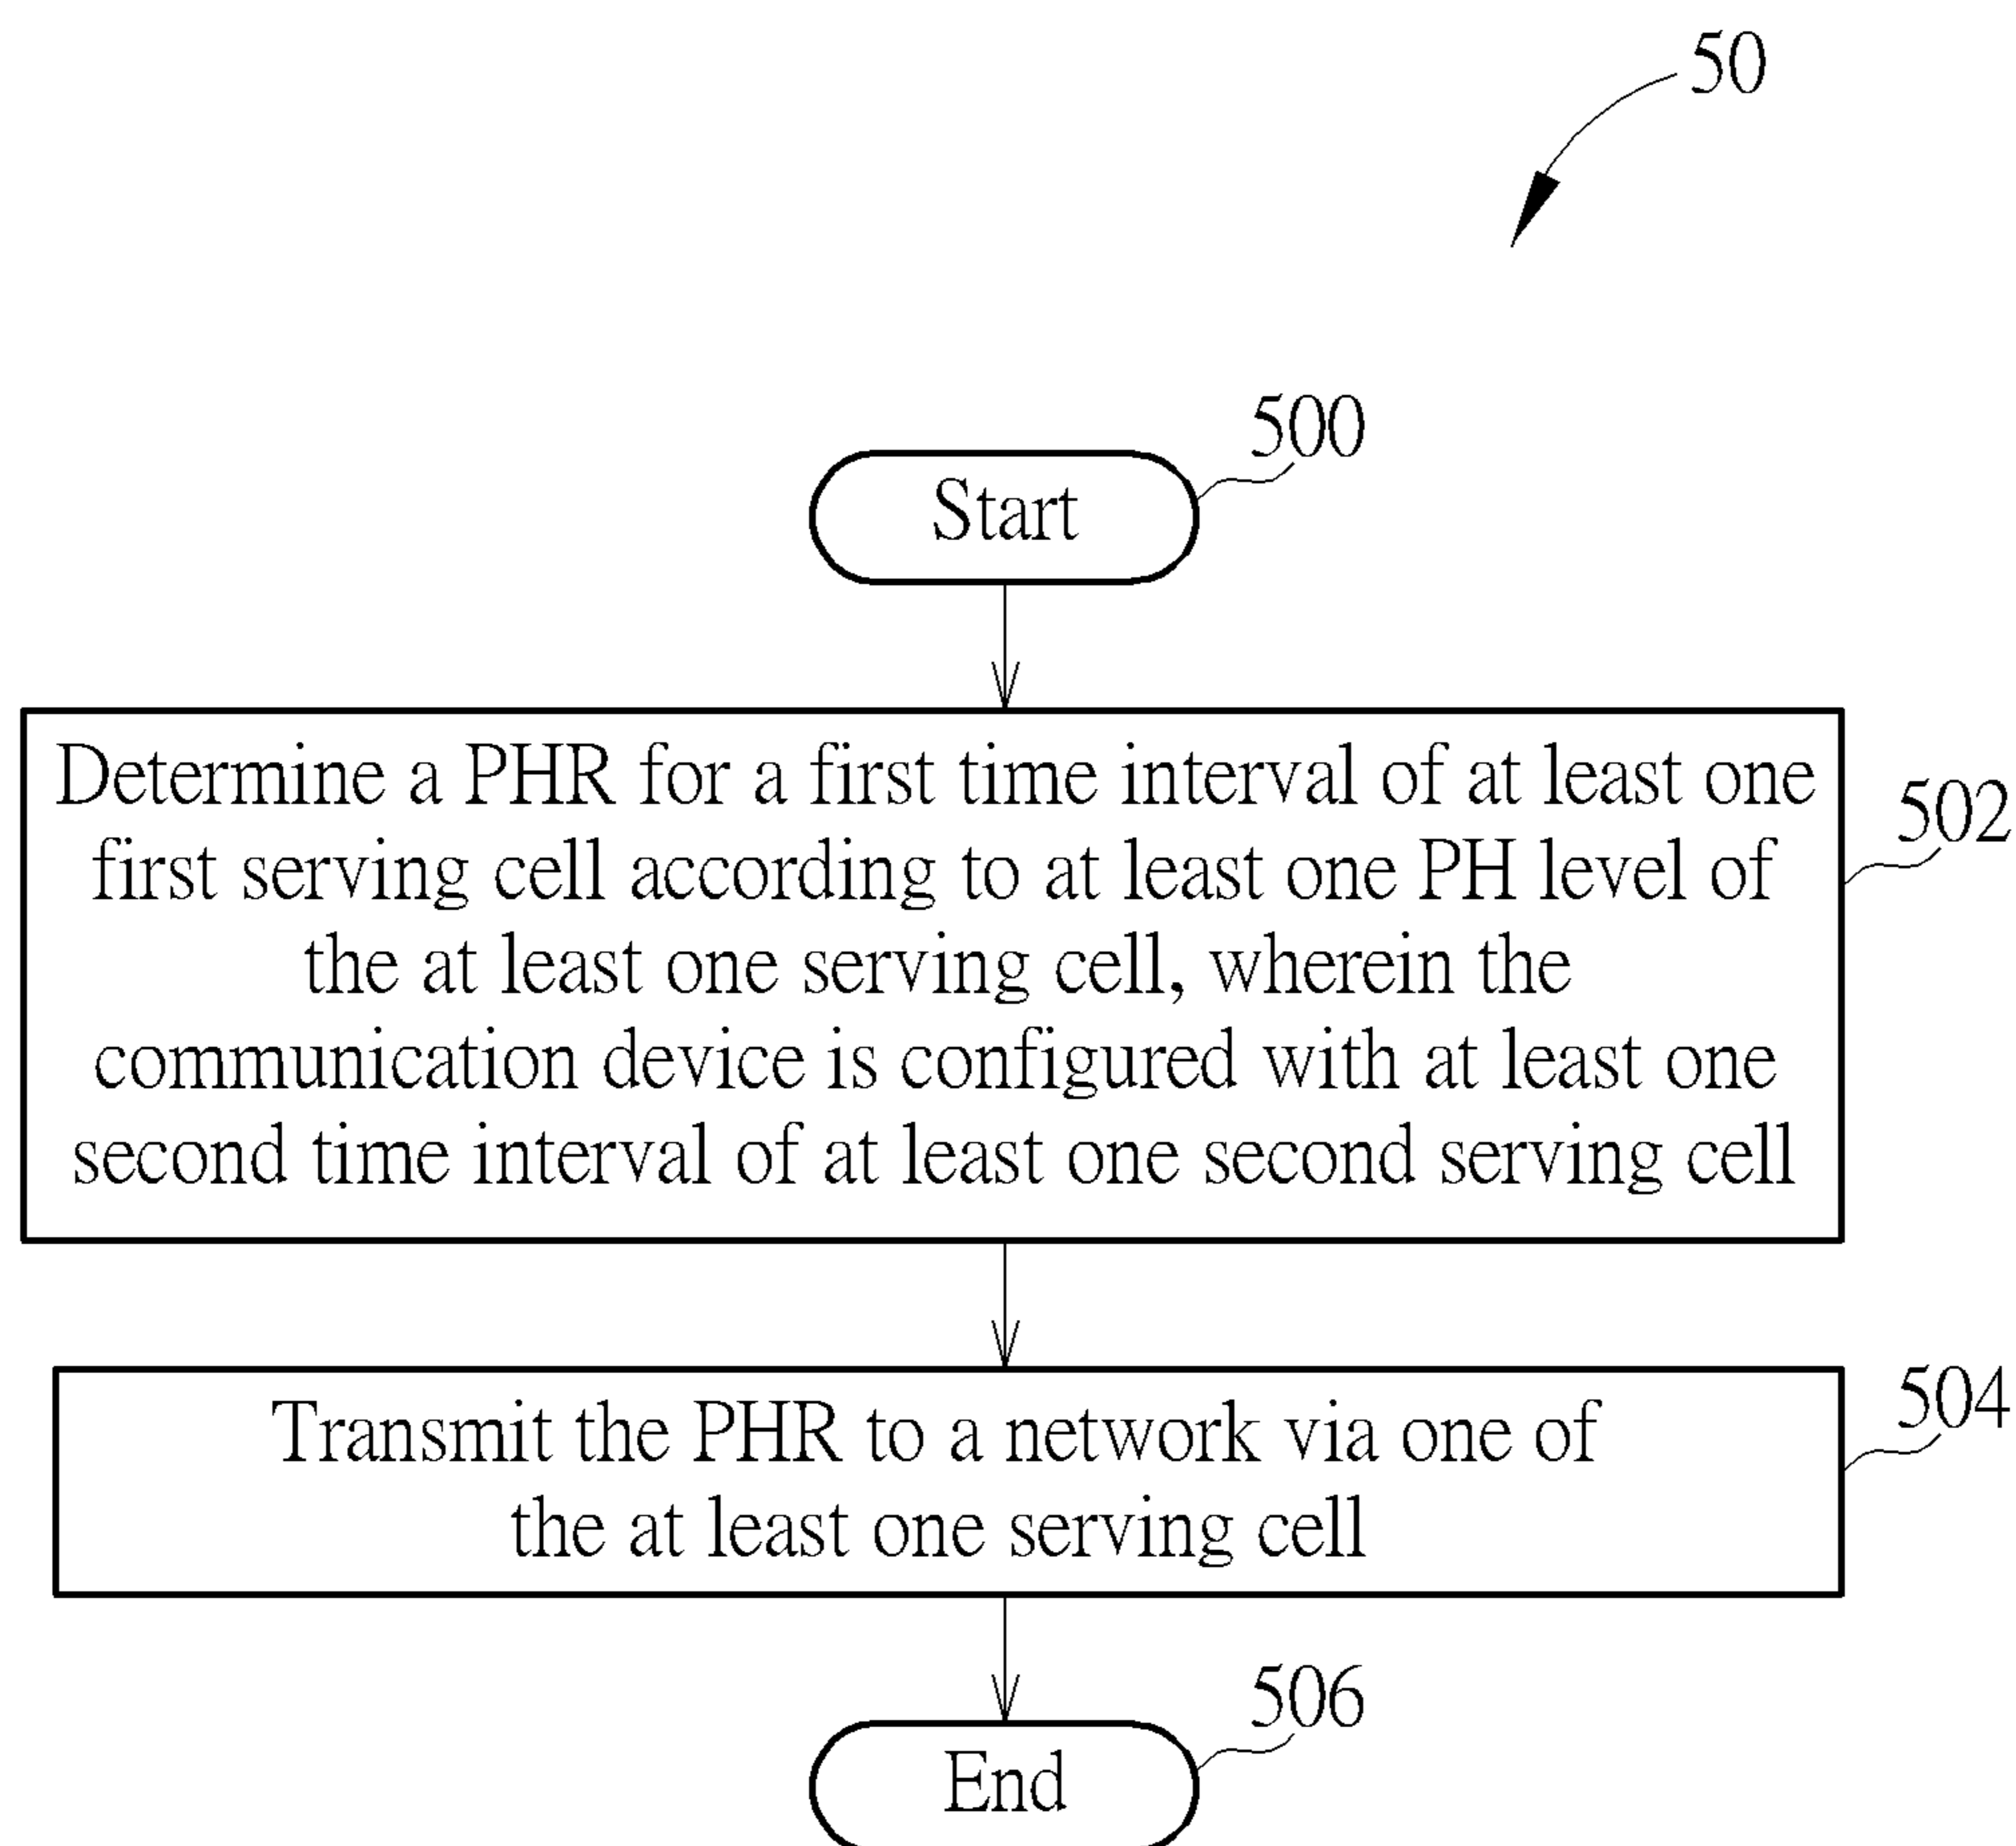 50
500
Start
Determine a PHR for a first time interval of at least one
first serving cell according to at least one PH level of
the at least one serving cell, wherein the
communication device is configured with at least one
second time interval of at least one second serving cell
502
Transmit the PHR to a network via one of
the at least one serving cell
504
506
End